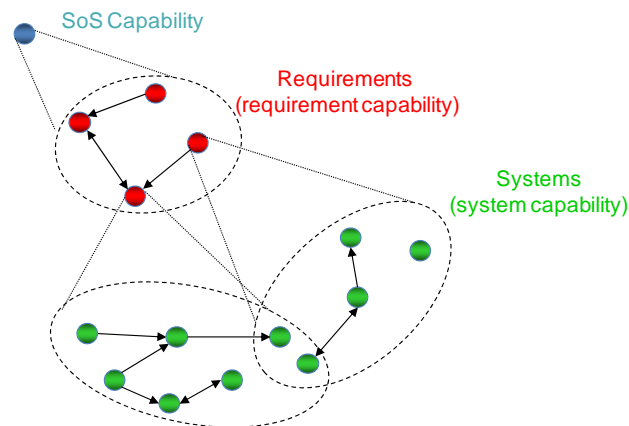 SoS Capability
Requirements
(requirement capability)
Systems
(system capability)